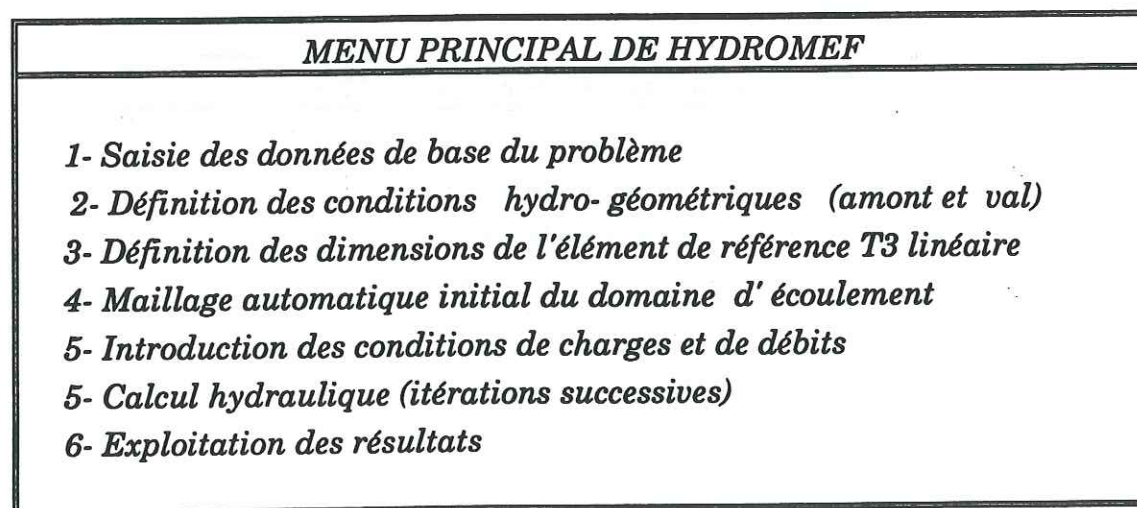 MENU PRINCIPAL DE HYDROMEF
1- Saisie des données de base du problème
2- Définition des conditions hydro- géométriques (amont et val)
3- Définition des dimensions de l'élément de référence T3 linéaire
4- Maillage automatique initial du domaine d' écoulement
5- Introduction des conditions de charges et de débits
5- Calcul hydraulique (itérations successives)
6- Exploitation des résultats